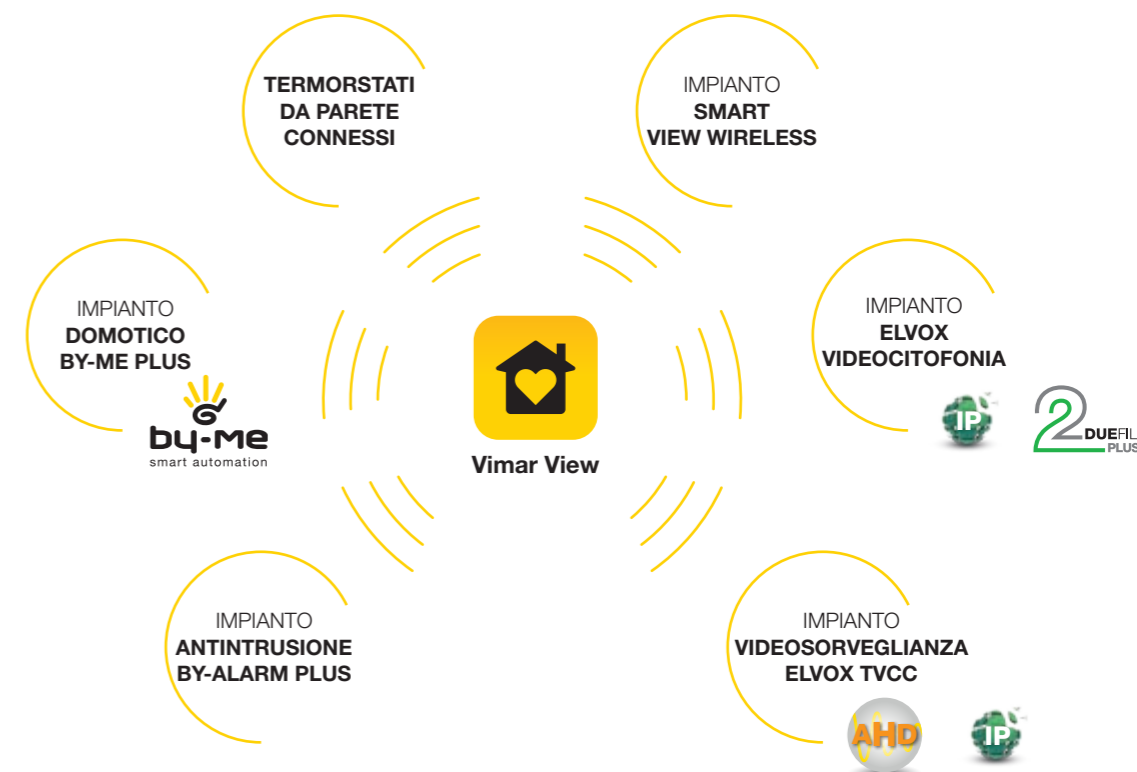 TERMORSTATI
DA PARETE
CONNESSI
IMPIANTO
SMART
VIEW WIRELESS
IMPIANTO
DOMOTICO
BY-ME PLUS
by-me
smart automation
Vimar View
IMPIANTO
ELVOX
VIDEOCITOFONIA
IP
2
DUEFIL
PLUS
IMPIANTO
ANTINTRUSIONE
BY-ALARM PLUS
IMPIANTO
VIDEOSORVEGLIANZA
ELVOX TVCC
AHD
IP